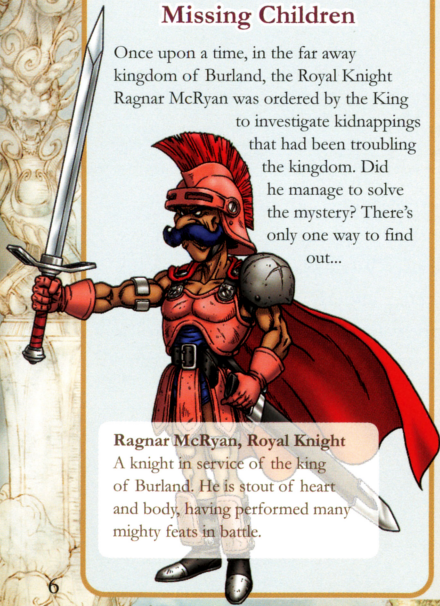 Missing Children
Once upon a time, in the far away
kingdom of Burland, the Royal Knight
Ragnar McRyan was ordered by the King
to investigate kidnappings
that had been troubling
the kingdom. Did
he manage to solve
the mystery? There's
only one way to find
out...
Ragnar McRyan, Royal Knight
A knight in service of the king
of Burland. He is stout of heart
and body, having performed many
mighty feats in battle.
6